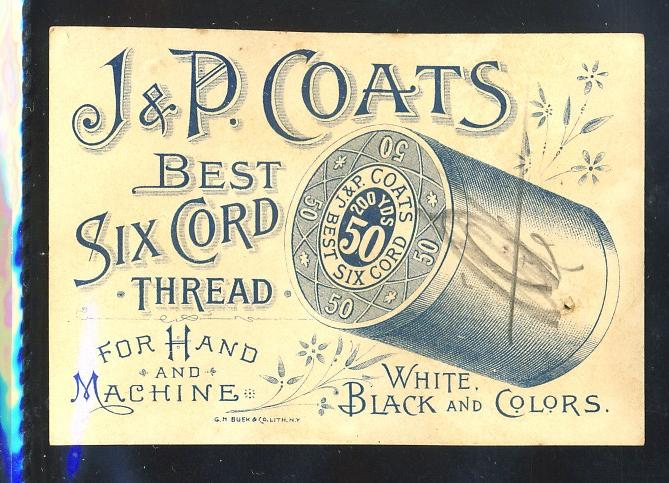 J & P. COATS
BEST
SIX CORD
THREAD
FOR HAND
AND
MACHINE
J. & P. COATS
200 YDS
50
BEST SIX CORD
50
50
50
50
WHITE,
BLACK AND COLORS.
G. H. BUEK & CO. LITH. N.Y